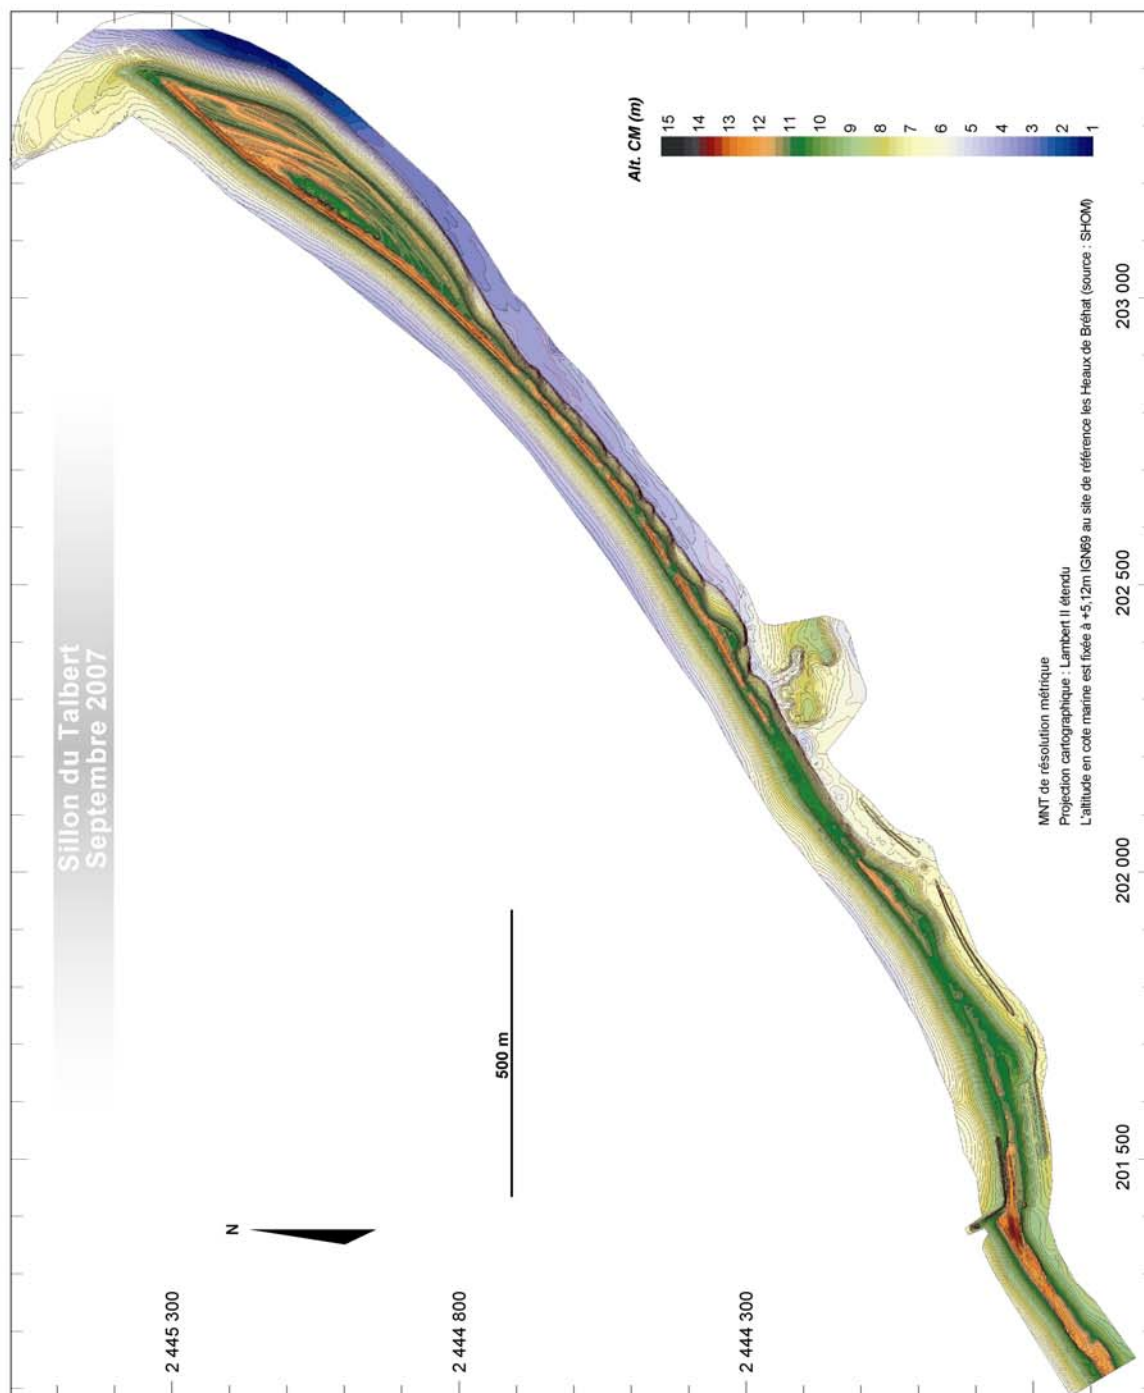 Sillon du Talbert
Septembre 2007
N
500 m
Alt. CM (m)
15
14
13
12
11
10
9
8
7
6
5
4
3
2
1
2 445 300
2 444 800
2 444 300
201 500
202 000
202 500
203 000
MNT de résolution métrique
Projection cartographique : Lambert II étendu
L'altitude en cote marine est fixée à +5,12m IGN69 au site de référence les Heaux de Bréhat (source : SHOM)